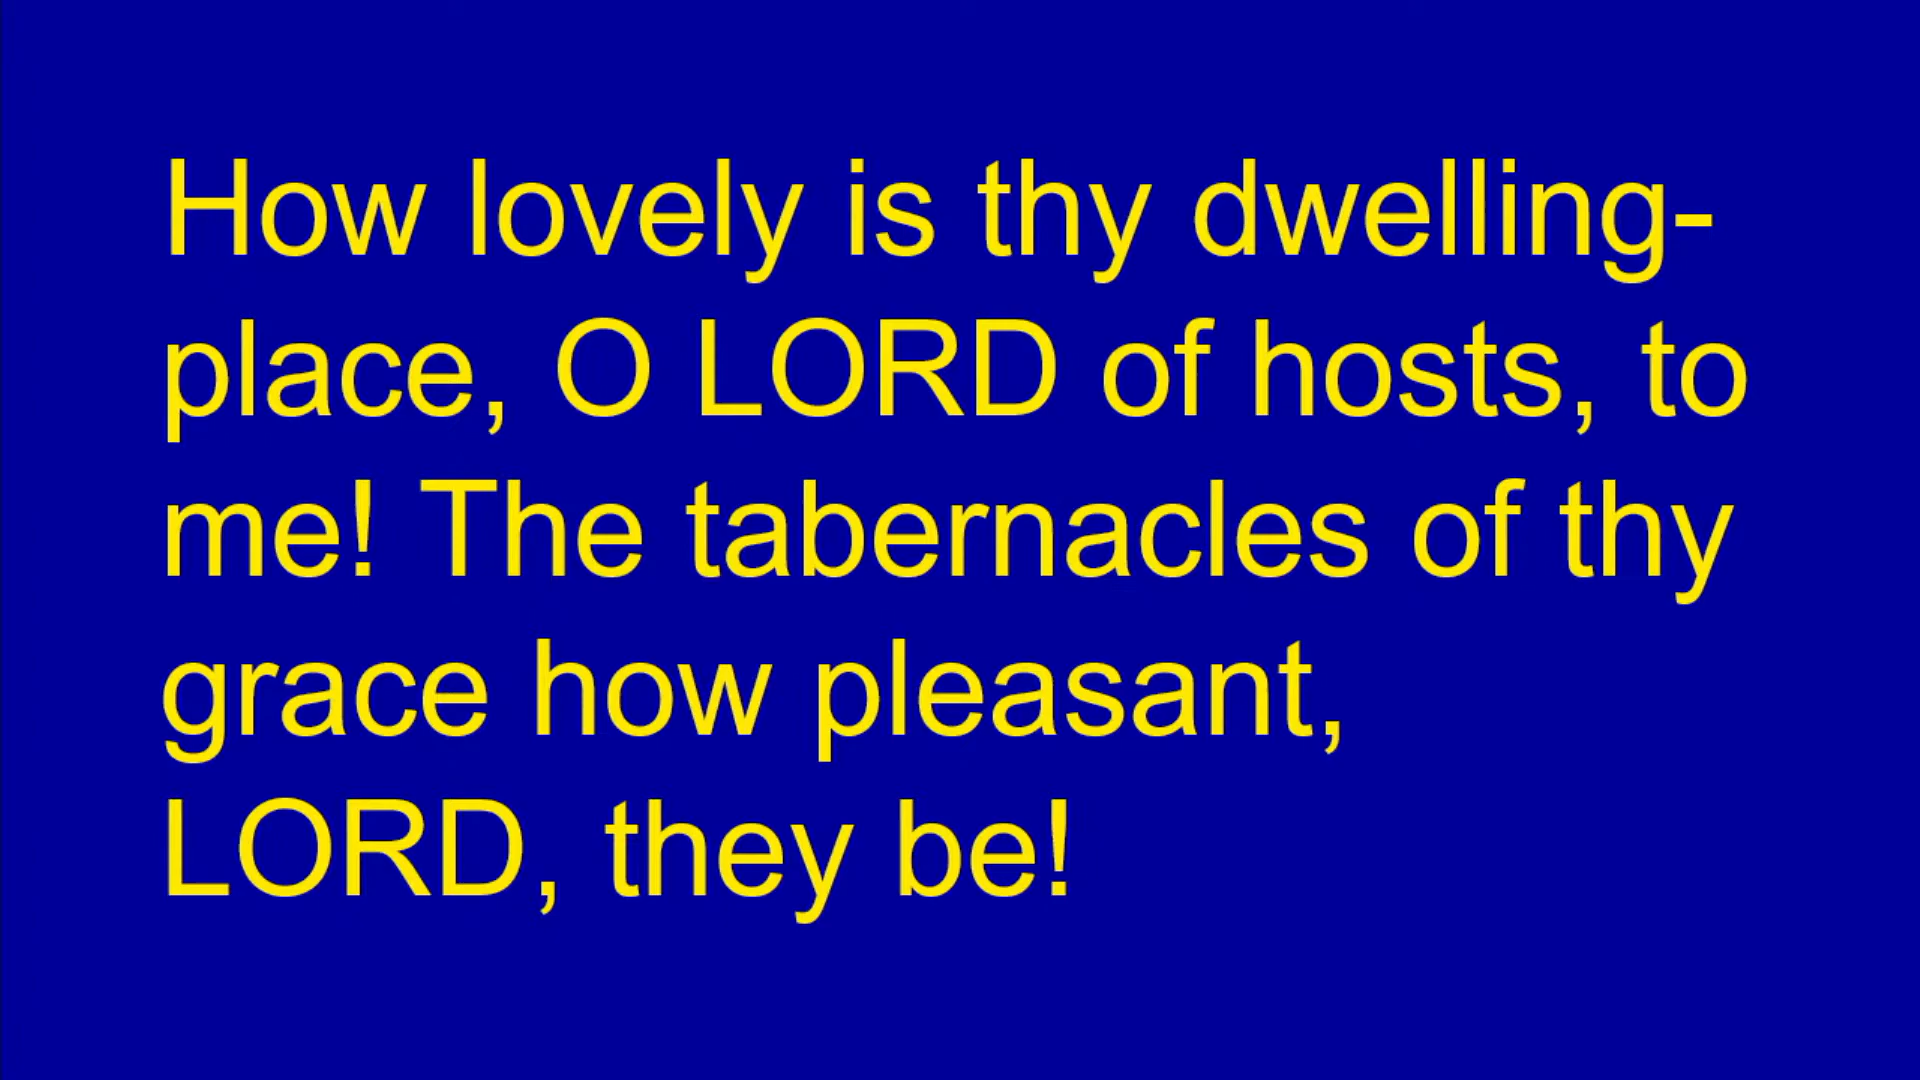 How lovely is thy dwelling-
place, O LORD of hosts, to
me! The tabernacles of thy
grace how pleasant,
LORD, they be!